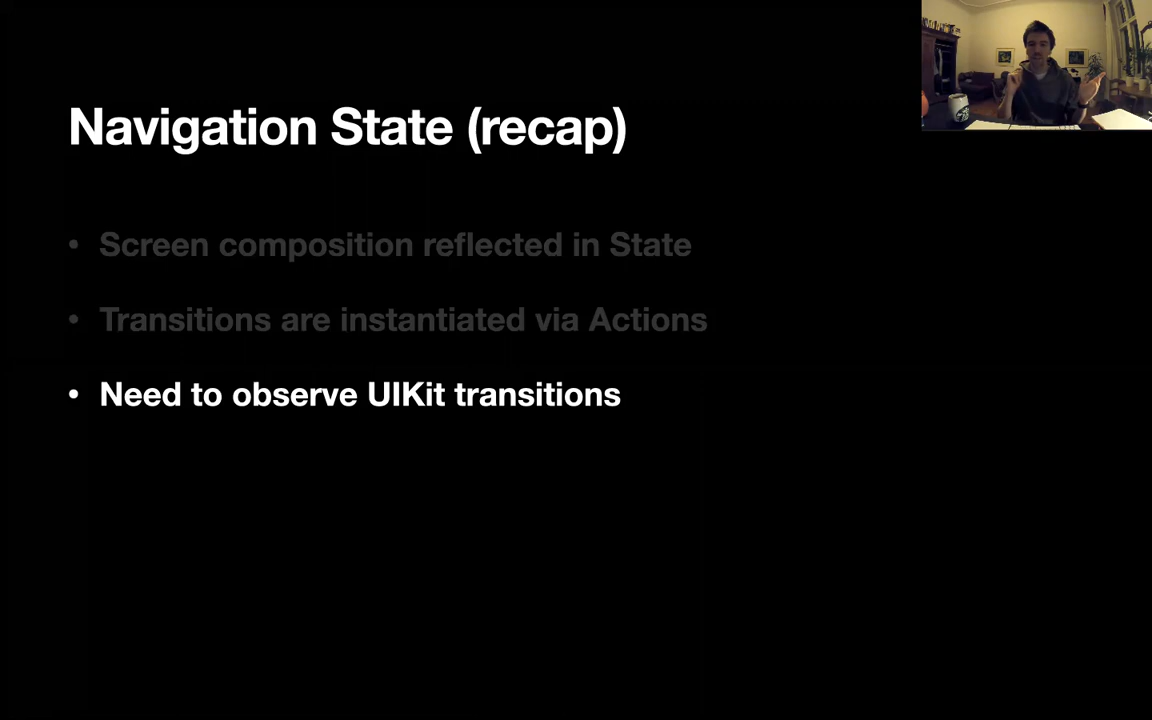 Navigation State (recap)
• Screen composition reflected in State
• Transitions are instantiated via Actions
• Need to observe UIKit transitions